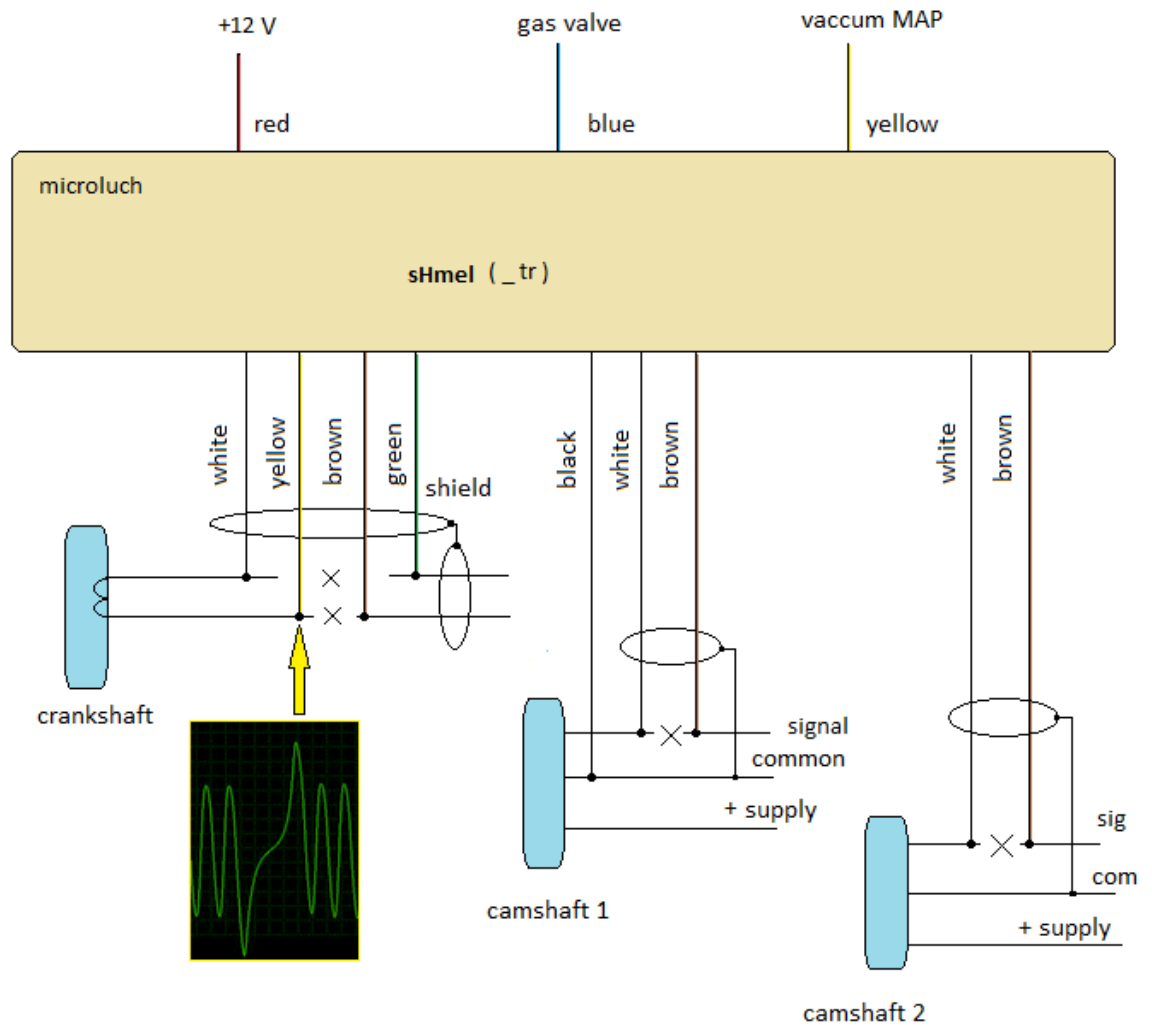 +12 V
gas valve
vaccum MAP
red
blue
yellow
microluch
sHmel ( _ tr )
white
yellow
brown
green
black
white
brown
white
brown
shield
crankshaft
signal
common
+ supply
camshaft 1
sig
com
+ supply
camshaft 2